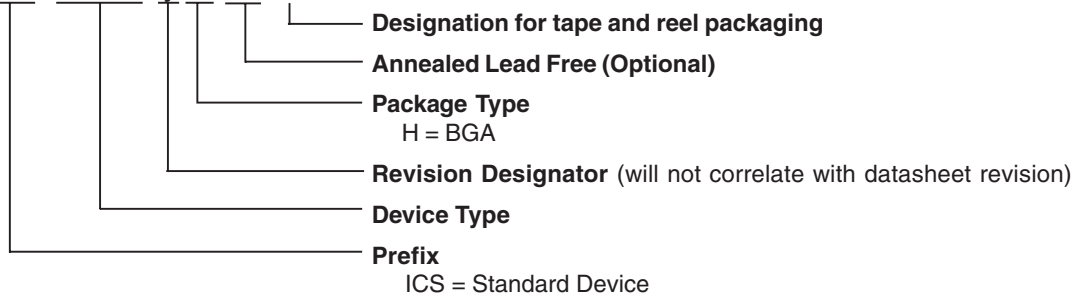 Designation for tape and reel packaging
Annealed Lead Free (Optional)
Package Type
H = BGA
Revision Designator (will not correlate with datasheet revision)
Device Type
Prefix
ICS = Standard Device